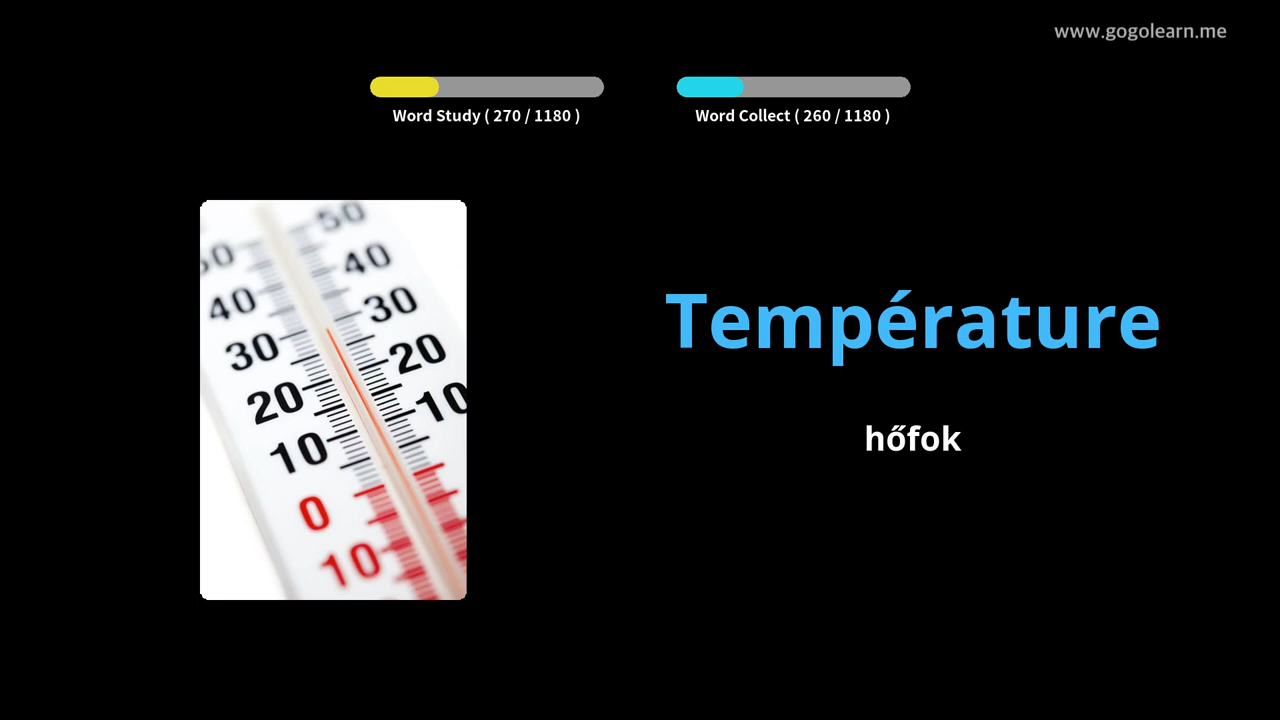 www.gogolearn.me
Word Study ( 270 / 1180 )
Word Collect ( 260 / 1180 )
50
40
40
30
30
20
20
10
10
0
10
Température
hőfok